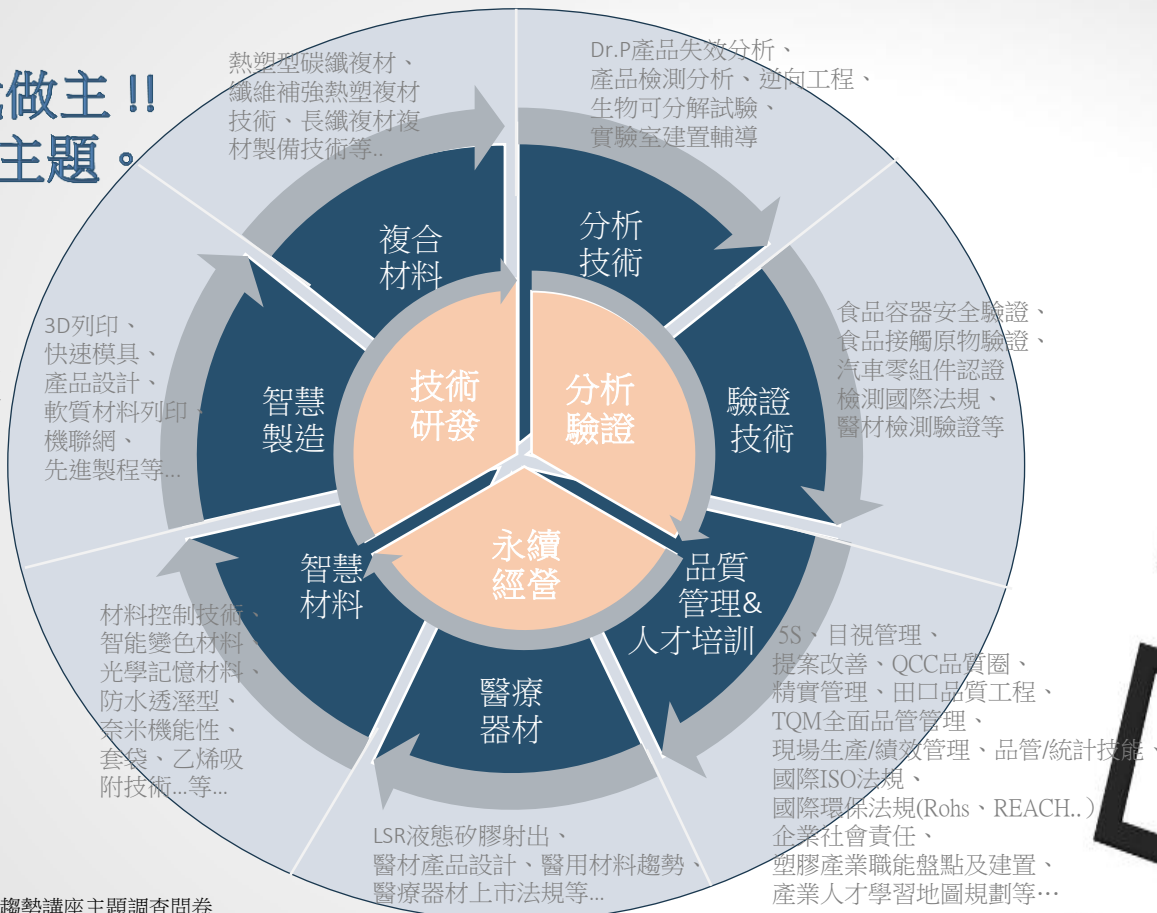 做主 !!
主題。
熱塑型碳纖複材、
纖維補強熱塑複材
技術、長纖複材複
材製備技術等..
Dr.P產品失效分析、
產品檢測分析、逆向工程、
生物可分解試驗、
實驗室建置輔導
複合
材料
分析
技術
3D列印、
快速模具、
產品設計、
軟質材料列印、
機聯網、
先進製程等...
智慧
製造
技術
研發
分析
驗證
驗證
技術
食品容器安全驗證、
食品接觸原物驗證、
汽車零組件認證
檢測國際法規、
醫材檢測驗證等
永續
經營
智慧
材料
品質
管理&
人才培訓
醫療
器材
材料控制技術、
智能變色材料、
光學記憶材料、
防水透溼型、
奈米機能性、
套袋、乙烯吸
附技術...等...
5S、目視管理、
提案改善、QCC品質圈、
精實管理、田口品質工程、
TQM全面品管管理、
現場生產/績效管理、品管/統計技能、
國際ISO法規、
國際環保法規(Rohs、REACH..）
企業社會責任、
塑膠產業職能盤點及建置、
產業人才學習地圖規劃等…
LSR液態矽膠射出、
醫材產品設計、醫用材料趨勢、
醫療器材上市法規等...
趨勢講座主題調查問卷